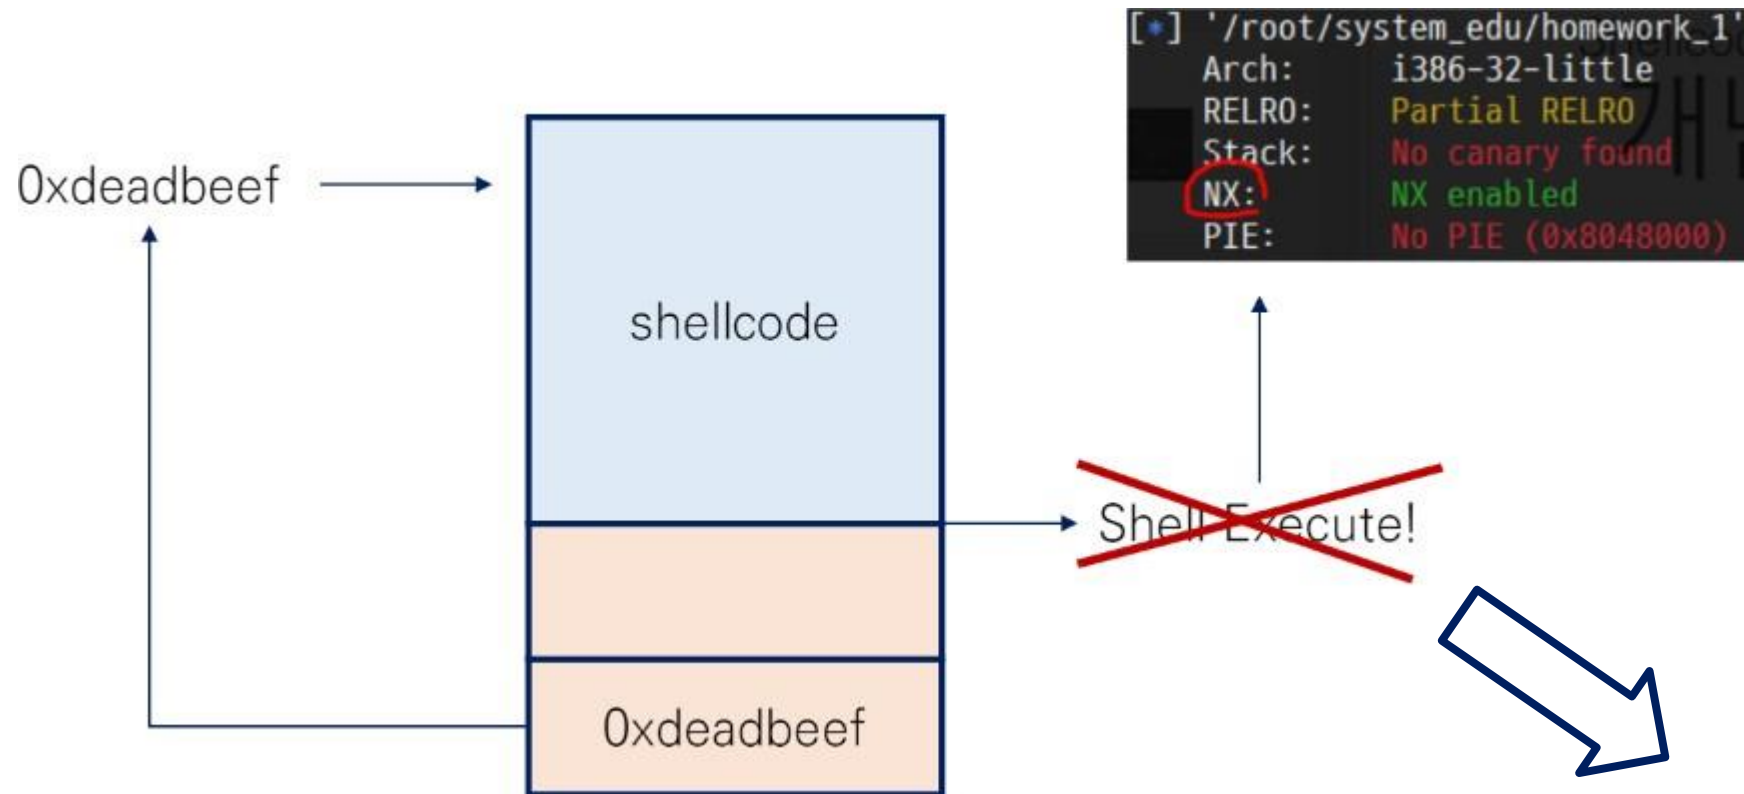 [*] '/root/system_edu/homework_1'
Arch: i386-32-little
RELRO: Partial RELRO
Stack: No canary found
NX: NX enabled
PIE: No PIE (0x8048000)
0xdeadbeef
shellcode
Shell Execute!
0xdeadbeef